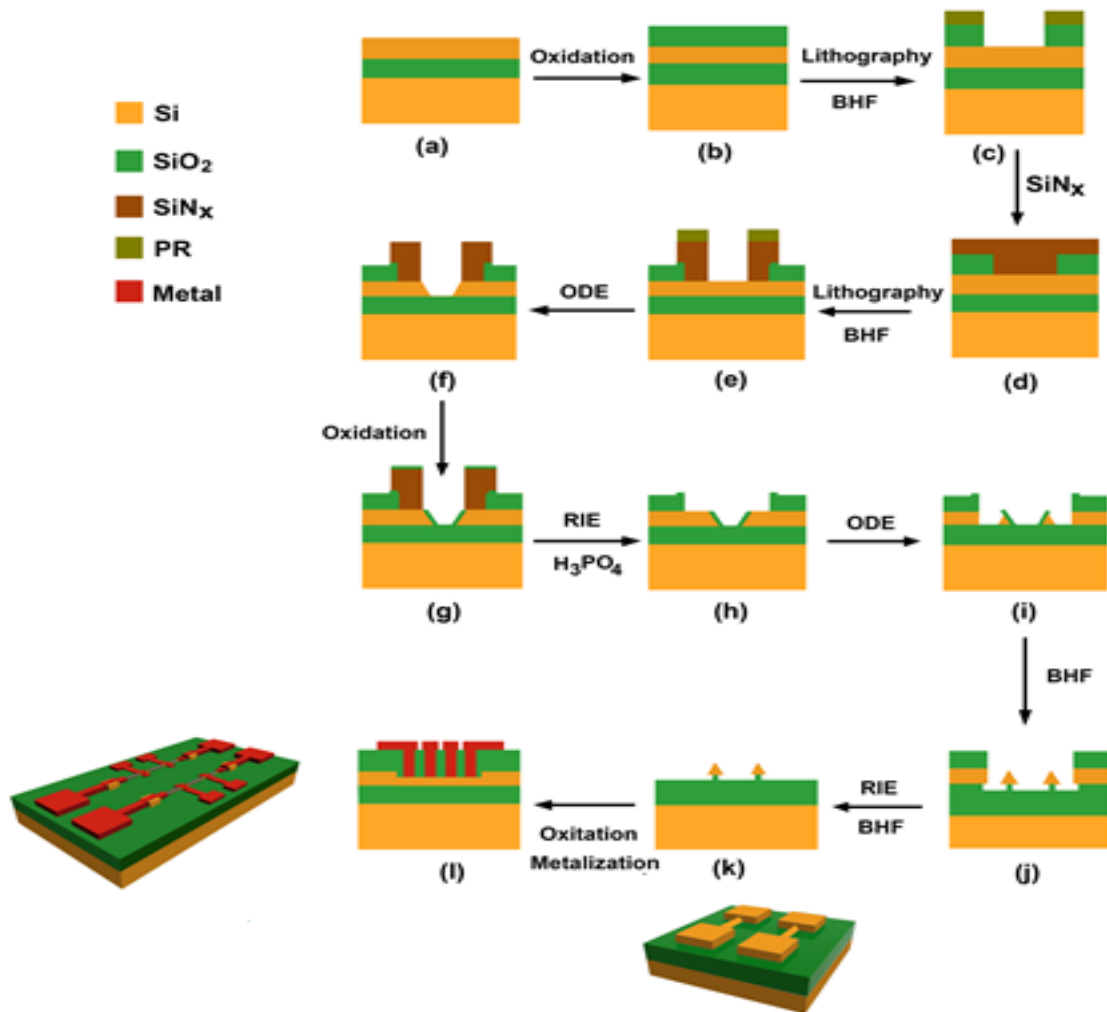 Si
SiO2
SiNx
PR
Metal
(a)
Oxidation
(b)
Lithography
BHF
(c)
SiNx
(d)
Lithography
BHF
(e)
ODE
(f)
Oxidation
(g)
RIE
H3PO4
(h)
ODE
(i)
BHF
(j)
RIE
BHF
(k)
Oxitation
Metalization
(l)